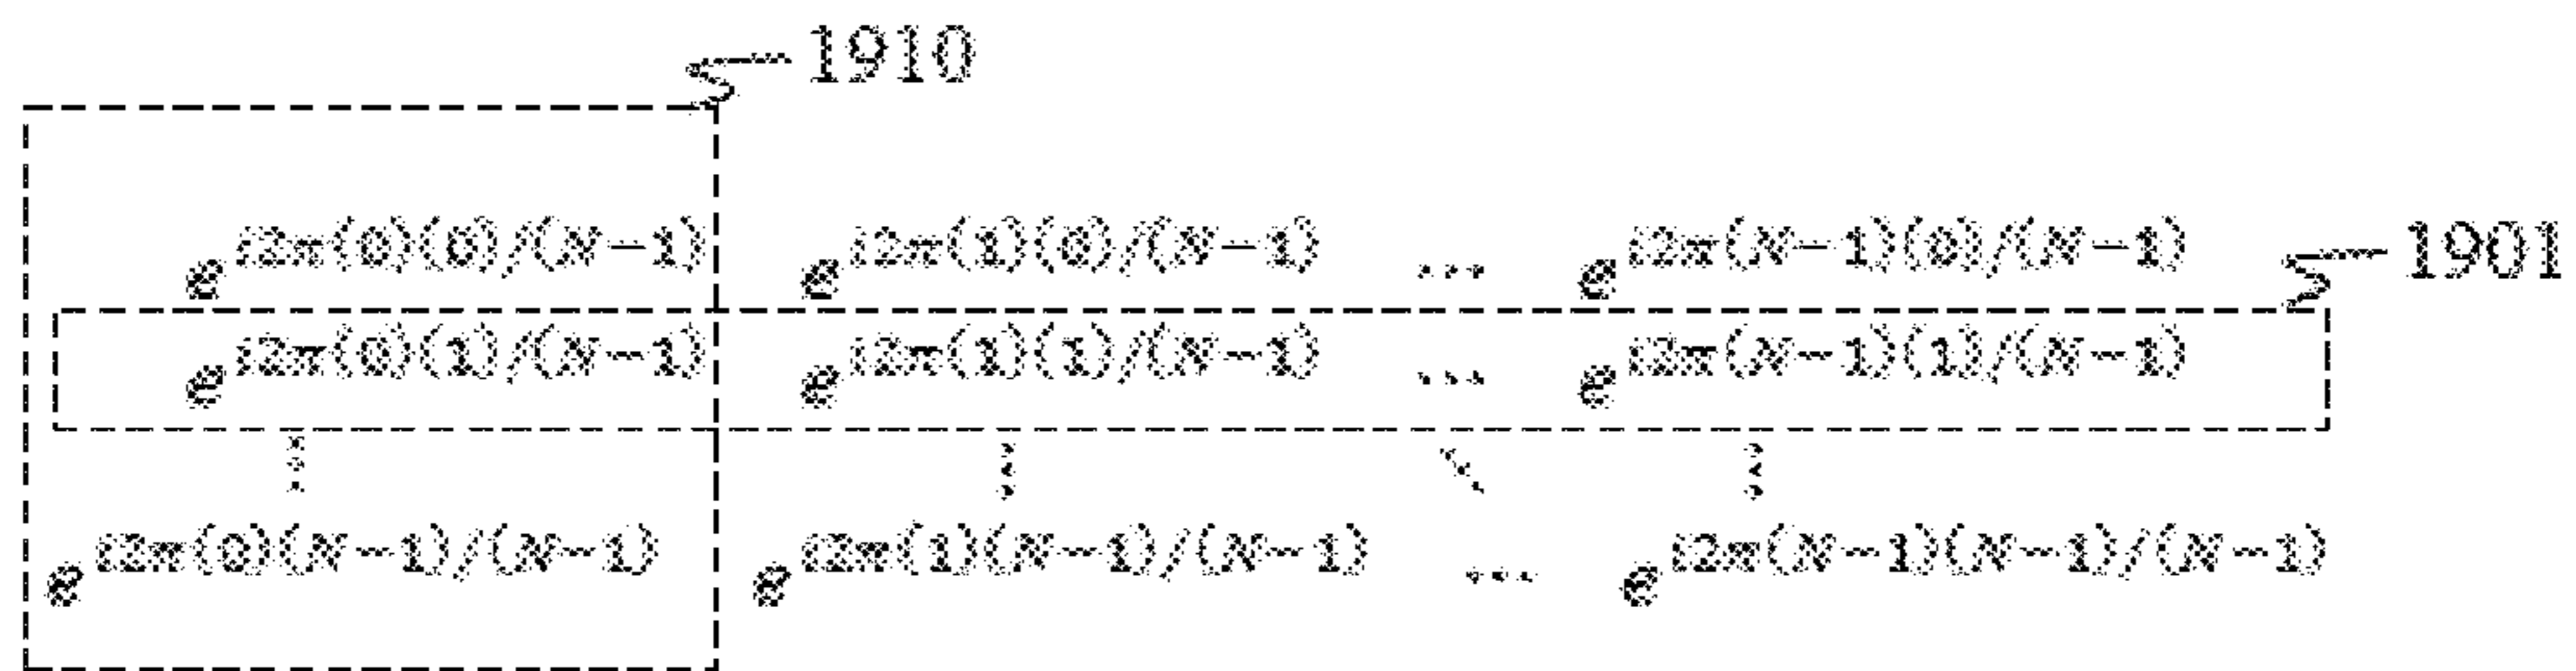 1910
e^{i2π(0)(0)/(N−1)} e^{i2π(1)(0)/(N−1)} ... e^{i2π(N−1)(0)/(N−1)} 1901
e^{i2π(0)(1)/(N−1)} e^{i2π(1)(1)/(N−1)} ... e^{i2π(N−1)(1)/(N−1)}
⋮ ⋮ ⋱ ⋮
e^{i2π(0)(N−1)/(N−1)} e^{i2π(1)(N−1)/(N−1)} ... e^{i2π(N−1)(N−1)/(N−1)}